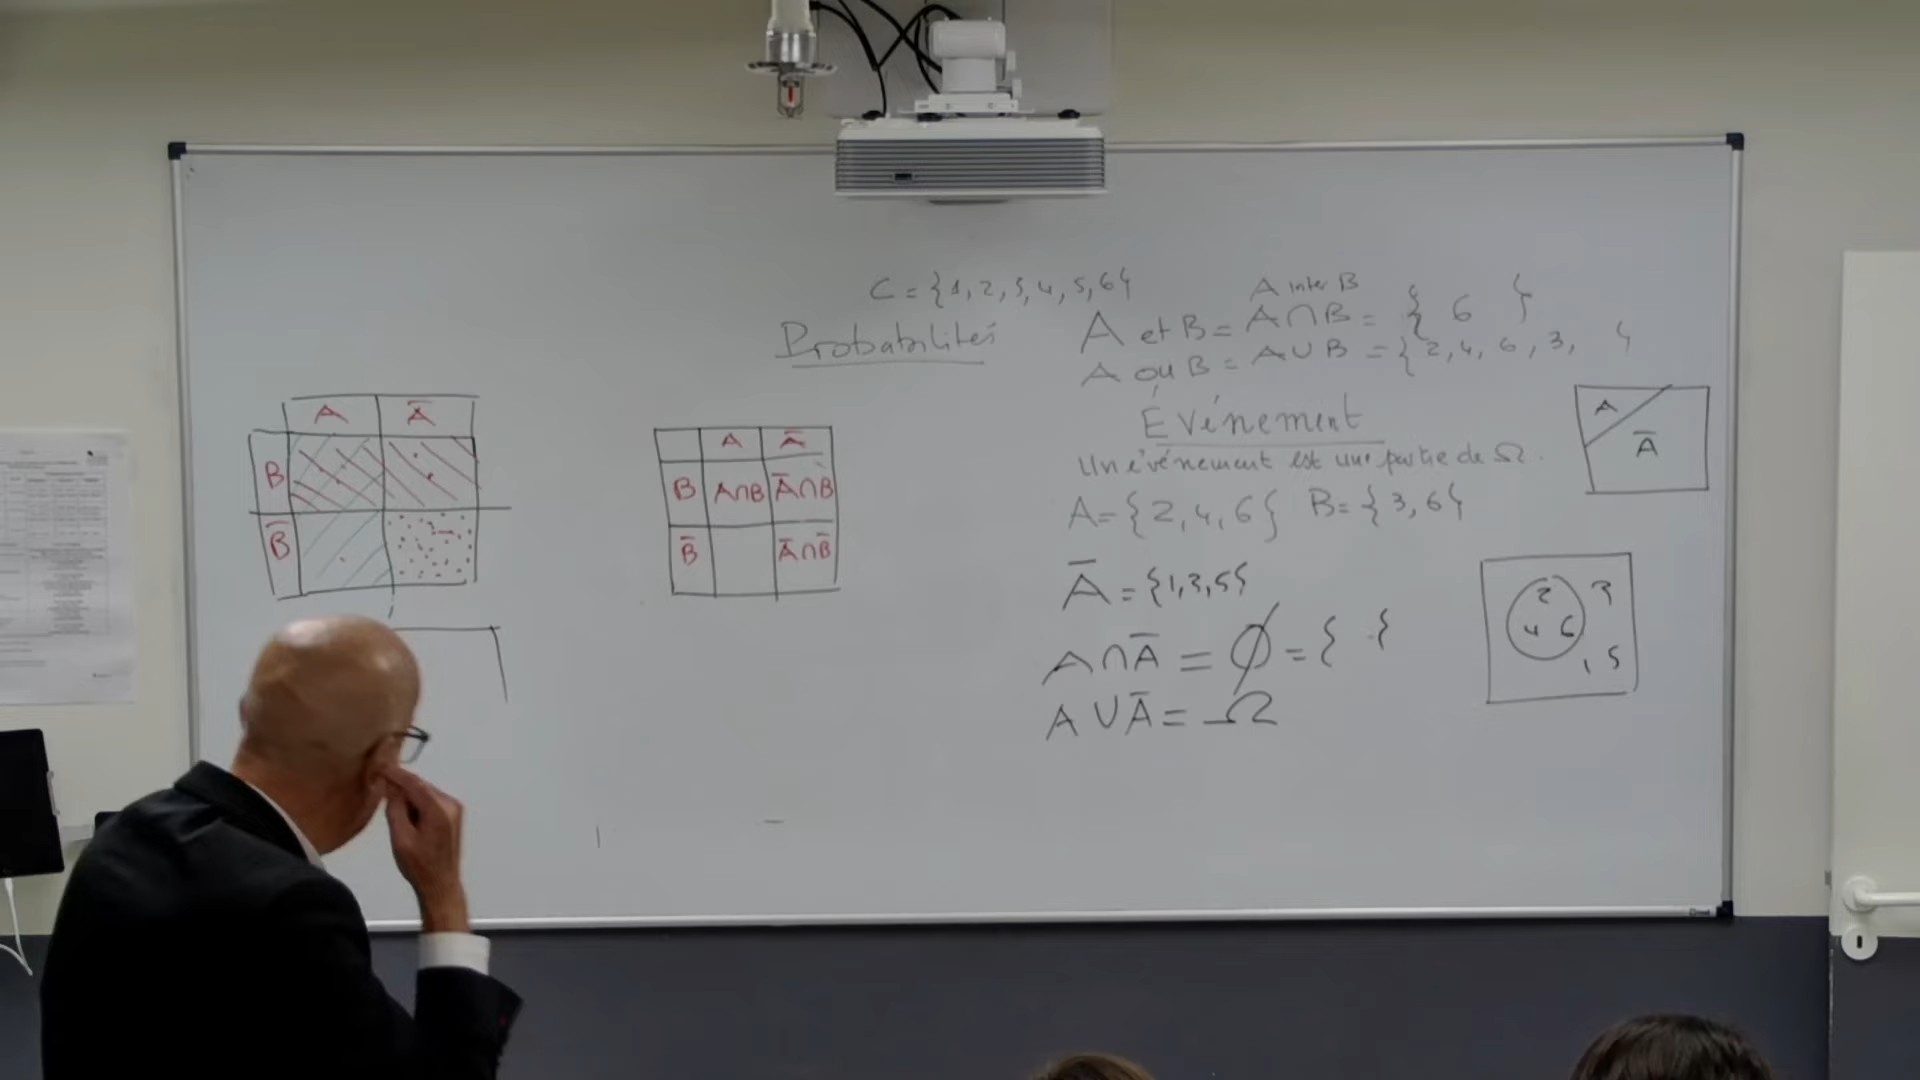 C = {1, 2, 3, 4, 5, 6}
Probabilités
A inter B
A et B = A ∩ B = { 6 }
A ou B = A ∪ B = {2, 4, 6, 3, }
Événement
Un événement est une partie de Ω.
A = {2, 4, 6} B = {3, 6}
Ā = {1, 3, 5}
A ∩ Ā = Ø = { }
A ∪ Ā = Ω
A Ā
B
B̄
A Ā
B A∩B Ā∩B
B̄ Ā∩B̄
A
Ā
2 3
4 6
1 5